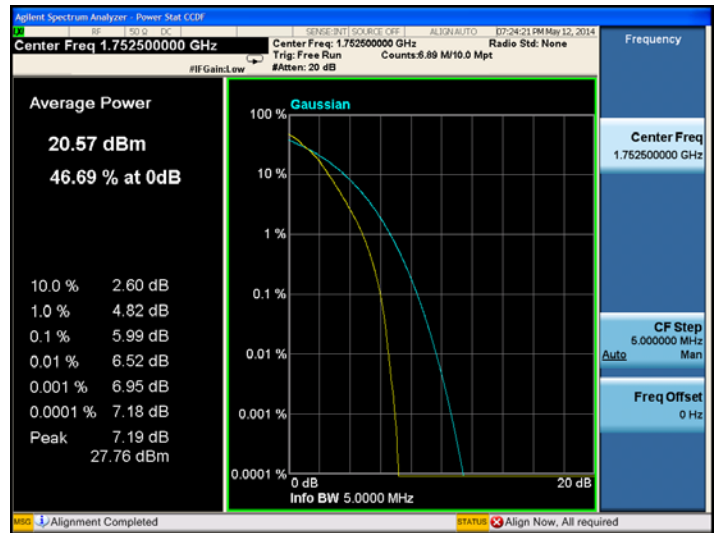 Agilent Spectrum Analyzer - Power Stat CCDF
RF 50 Ω DC SENSE:INT SOURCE OFF ALIGN AUTO 07:24:21 PM May 12, 2014
Center Freq 1.752500000 GHz
Center Freq: 1.752500000 GHz Radio Std: None
Trig: Free Run Counts:6.89 M/10.0 Mpt
#IFGain:Low #Atten: 20 dB
Frequency
Average Power
20.57 dBm
46.69 % at 0dB
10.0 % 2.60 dB
1.0 % 4.82 dB
0.1 % 5.99 dB
0.01 % 6.52 dB
0.001 % 6.95 dB
0.0001 % 7.18 dB
Peak 7.19 dB
27.76 dBm
Gaussian
100 %
10 %
1 %
0.1 %
0.01 %
0.001 %
0.0001 %
0 dB 20 dB
Info BW 5.0000 MHz
Center Freq
1.752500000 GHz
CF Step
5.000000 MHz
Auto Man
Freq Offset
0 Hz
MSG Alignment Completed
STATUS Align Now, All required